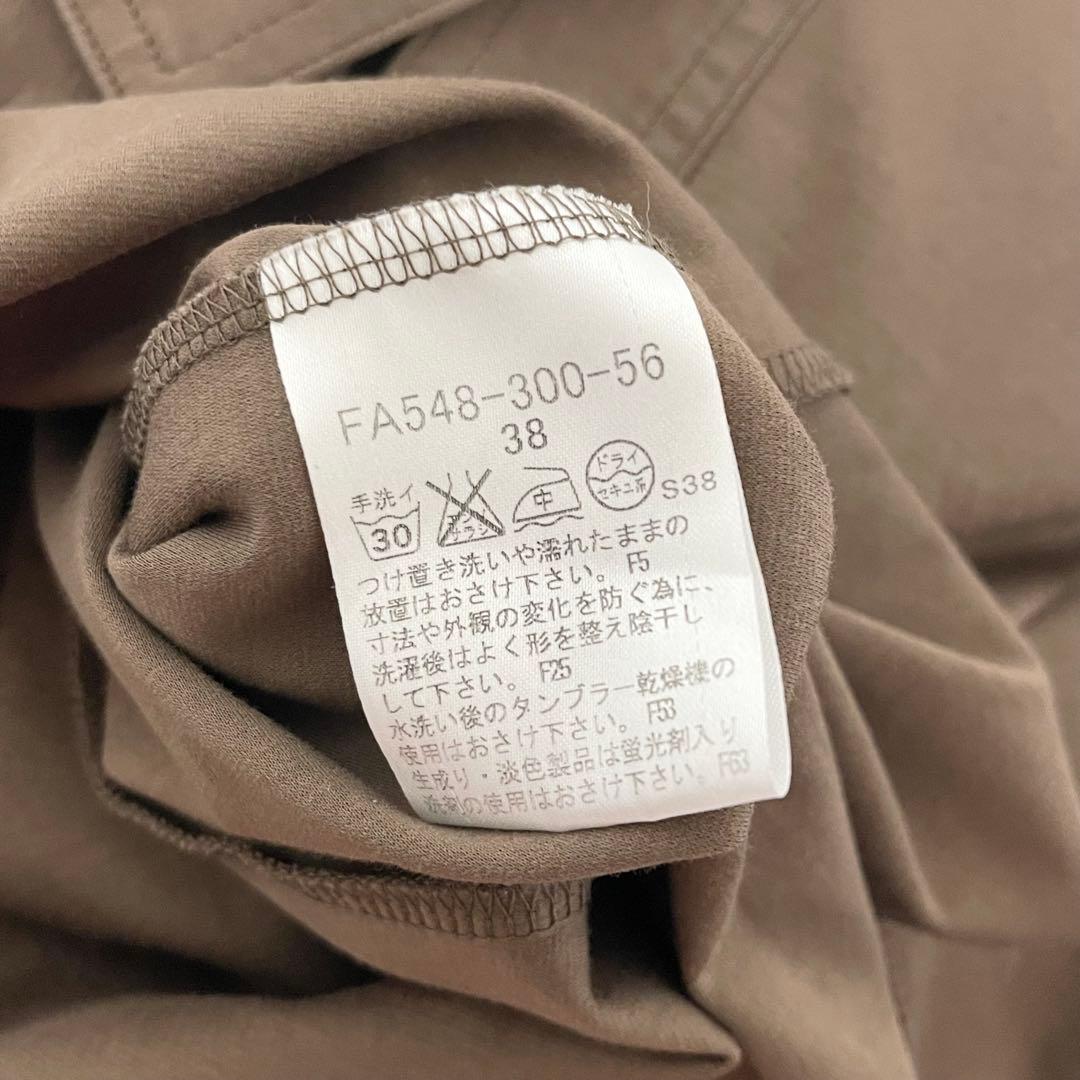 FA548-300-56
38
手洗イ
30
エンソ
サラシ
中
ドライ
セキユ系
S38
つけ置き洗いや濡れたままの
放置はおさけ下さい。 F5
寸法や外観の変化を防ぐ為に、
洗濯後はよく形を整え陰干し
して下さい。 F25
水洗い後のタンブラー乾燥機の
使用はおさけ下さい。 F53
生成り・淡色製品は蛍光剤入り
洗剤の使用はおさけ下さい。 F63